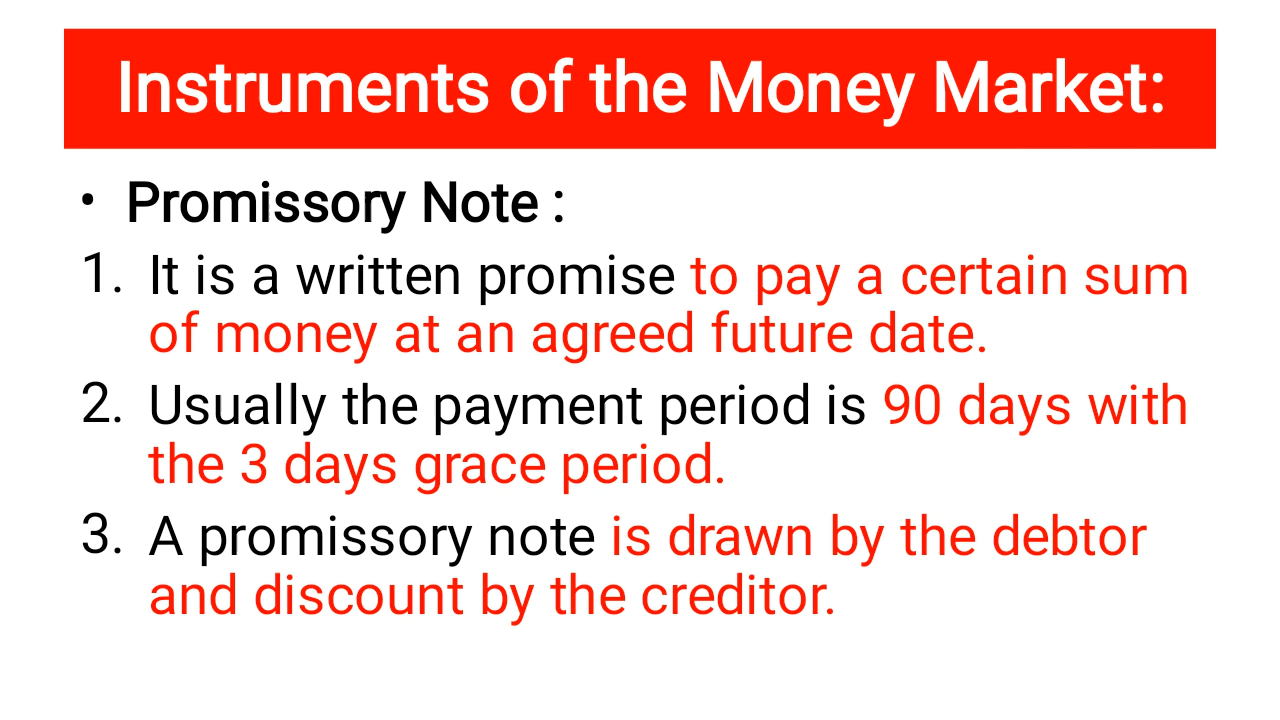 Instruments of the Money Market:
• Promissory Note :
1. It is a written promise to pay a certain sum
of money at an agreed future date.
2. Usually the payment period is 90 days with
the 3 days grace period.
3. A promissory note is drawn by the debtor
and discount by the creditor.